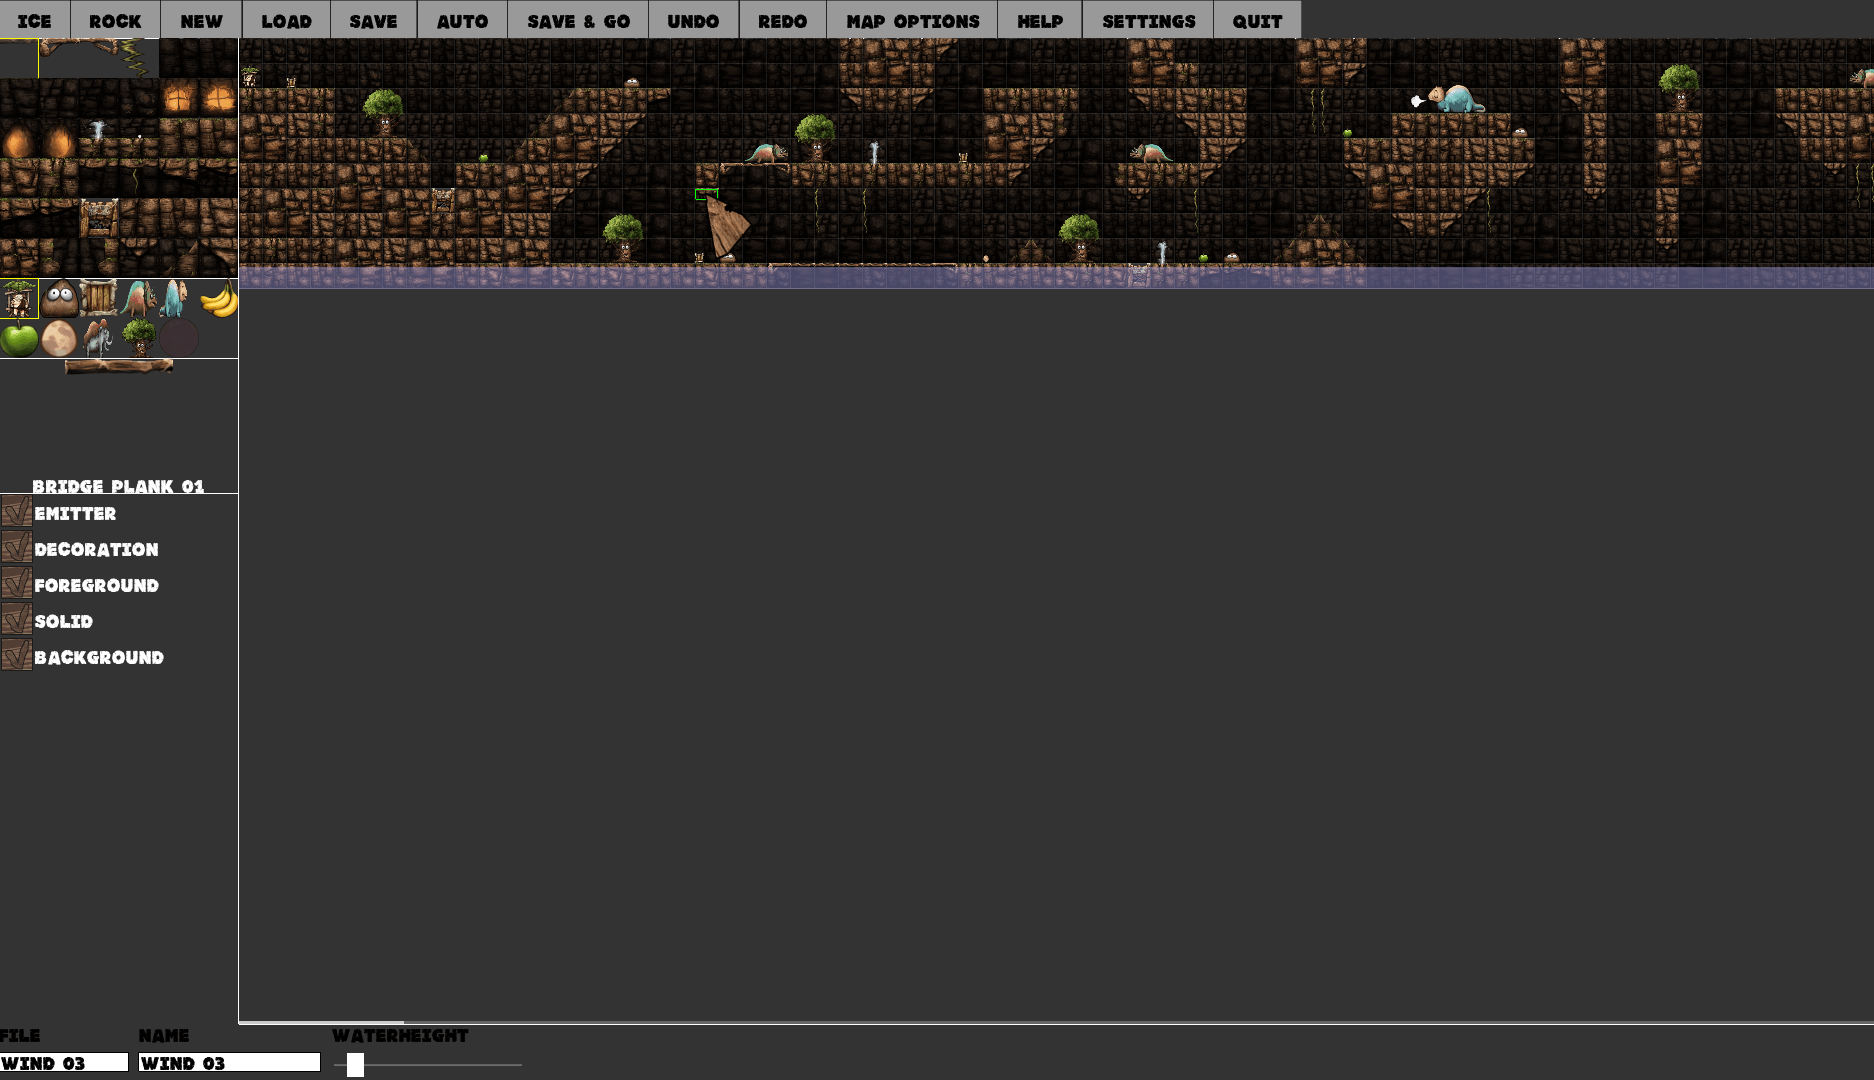 ICE ROCK NEW LOAD SAVE AUTO SAVE & GO UNDO REDO MAP OPTIONS HELP SETTINGS QUIT
BRIDGE PLANK 01
EMITTER
DECORATION
FOREGROUND
SOLID
BACKGROUND
FILE NAME WATERHEIGHT
WIND 03 WIND 03